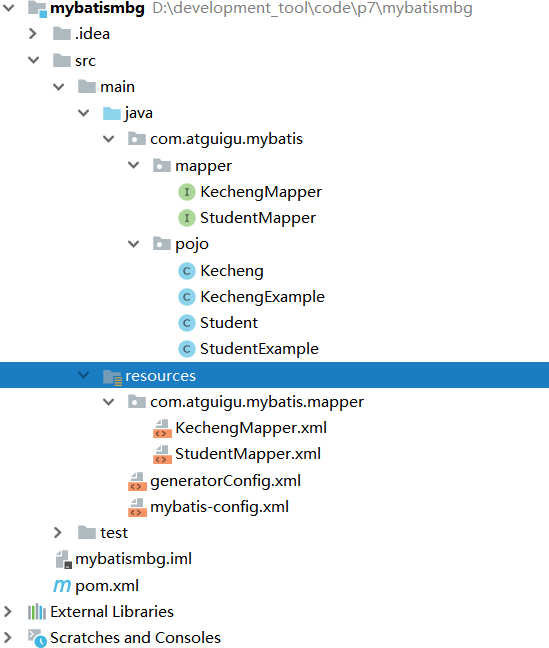 mybatismbg D:\development_tool\code\p7\mybatismbg
.idea
src
main
java
com.atguigu.mybatis
mapper
I KechengMapper
I StudentMapper
pojo
C Kecheng
C KechengExample
C Student
C StudentExample
resources
com.atguigu.mybatis.mapper
KechengMapper.xml
StudentMapper.xml
generatorConfig.xml
mybatis-config.xml
test
mybatismbg.iml
m pom.xml
External Libraries
Scratches and Consoles